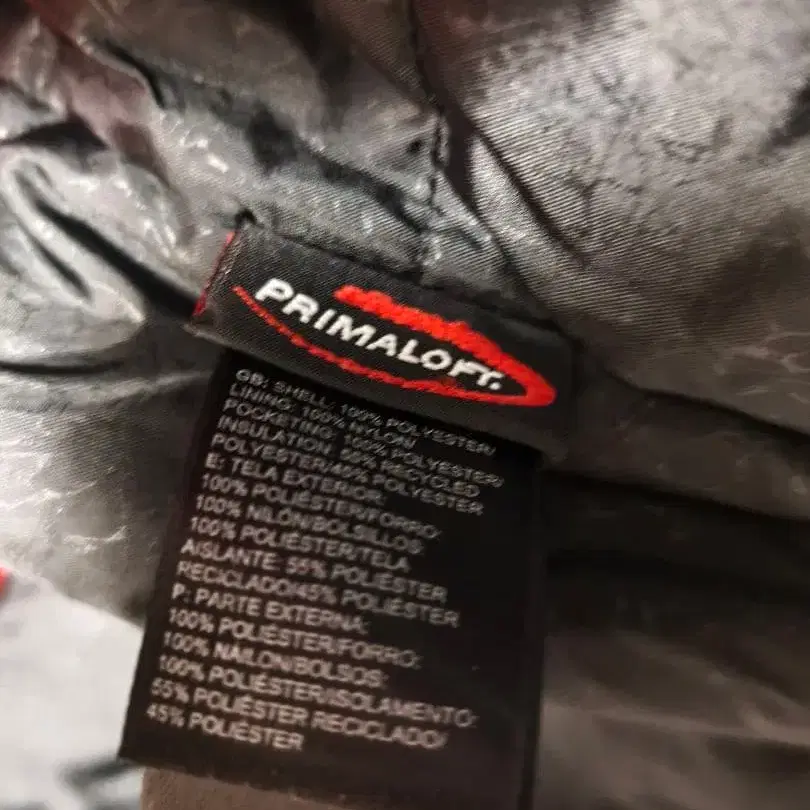 PRIMALOFT.
GB: SHELL: 100% POLYESTER/
LINING: 100% NYLON/
POCKETING: 100% POLYESTER/
INSULATION: 55% RECYCLED
POLYESTER/45% POLYESTER
E: TELA EXTERIOR:
100% POLIÉSTER/FORRO:
100% NILÓN/BOLSILLOS:
100% POLIÉSTER/TELA
AISLANTE: 55% POLIÉSTER
RECICLADO/45% POLIÉSTER
P: PARTE EXTERNA:
100% POLIÉSTER/FORRO:
100% NÁILON/BOLSOS:
100% POLIÉSTER/ISOLAMENTO:
55% POLIÉSTER RECICLADO/
45% POLIÉSTER